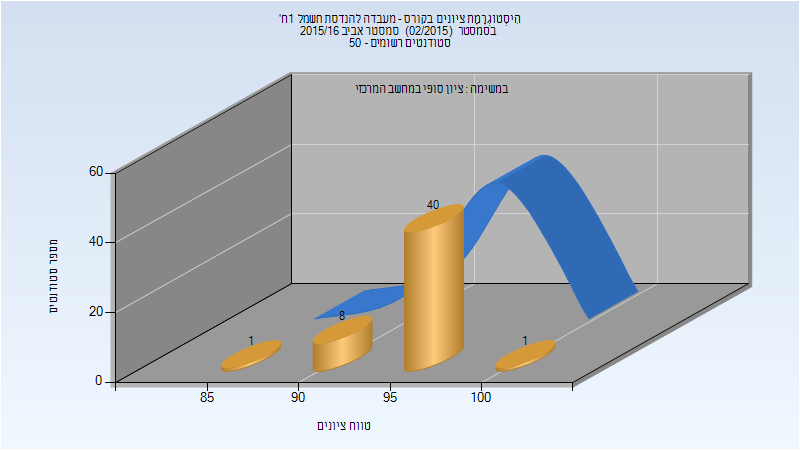 היסטוגרמת ציונים בקורס - מעבדה להנדסת חשמל 1ח'
בסמסטר (02/2015) סמסטר אביב 2015/16
סטודנטים רשומים - 50
במשימה : ציון סופי במחשב המרכזי
60
40
20
0
מספר סטודנטים
1
8
40
1
85
90
95
100
טווח ציונים